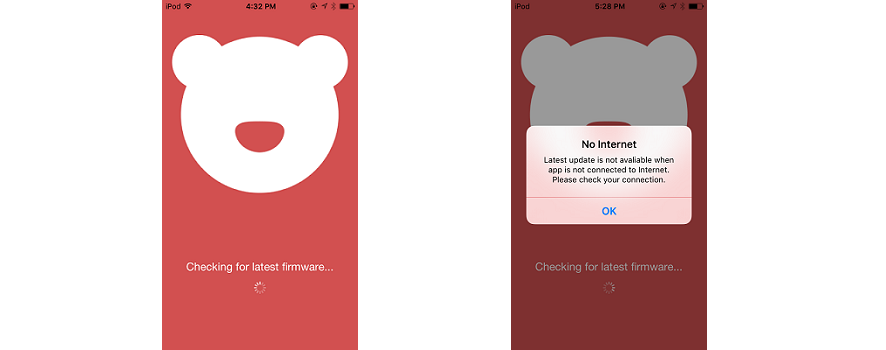 iPod
4:32 PM
Checking for latest firmware...
iPod
5:28 PM
No Internet
Latest update is not avaliable when
app is not connected to Internet.
Please check your connection.
OK
Checking for latest firmware...